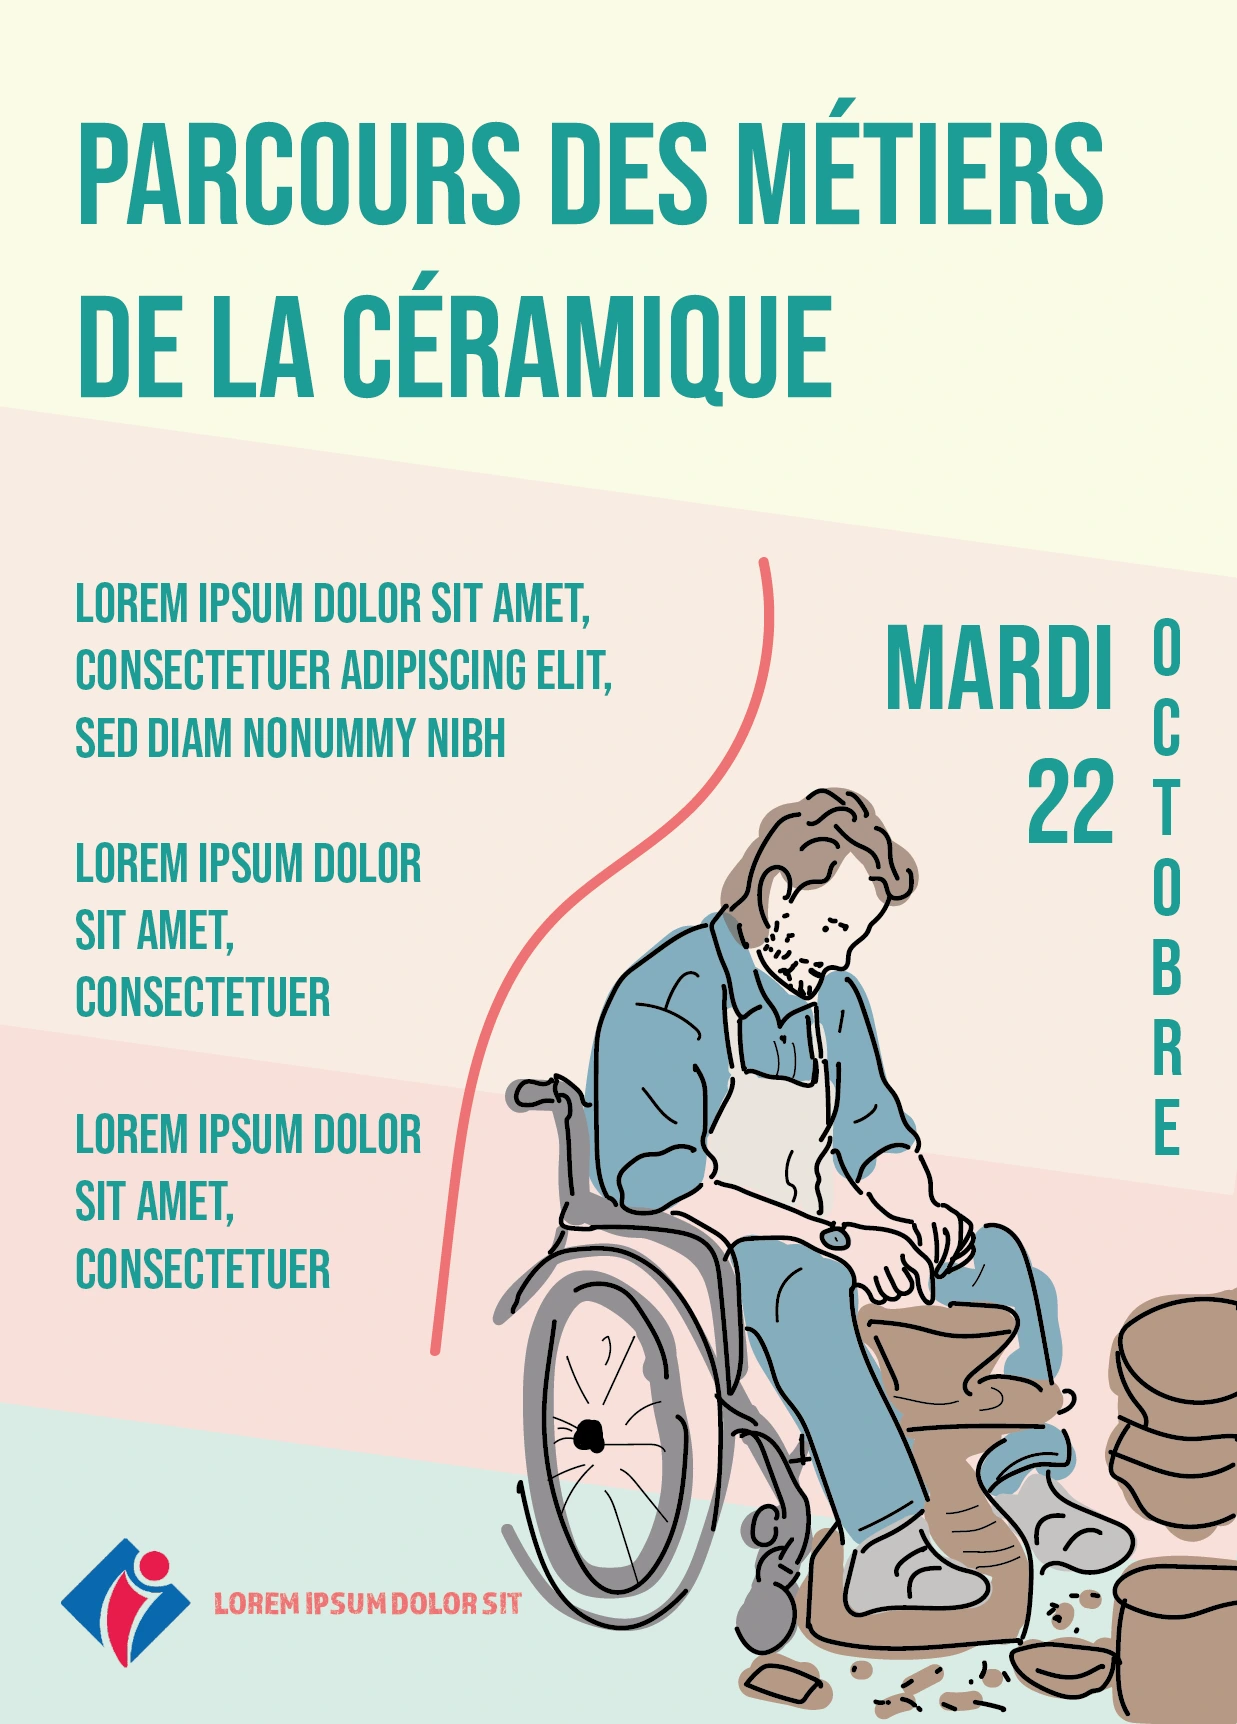 PARCOURS DES MÉTIERS
DE LA CÉRAMIQUE
LOREM IPSUM DOLOR SIT AMET,
CONSECTETUER ADIPISCING ELIT,
SED DIAM NONUMMY NIBH
LOREM IPSUM DOLOR
SIT AMET,
CONSECTETUER
LOREM IPSUM DOLOR
SIT AMET,
CONSECTETUER
MARDI
22
OCTOBRE
LOREM IPSUM DOLOR SIT